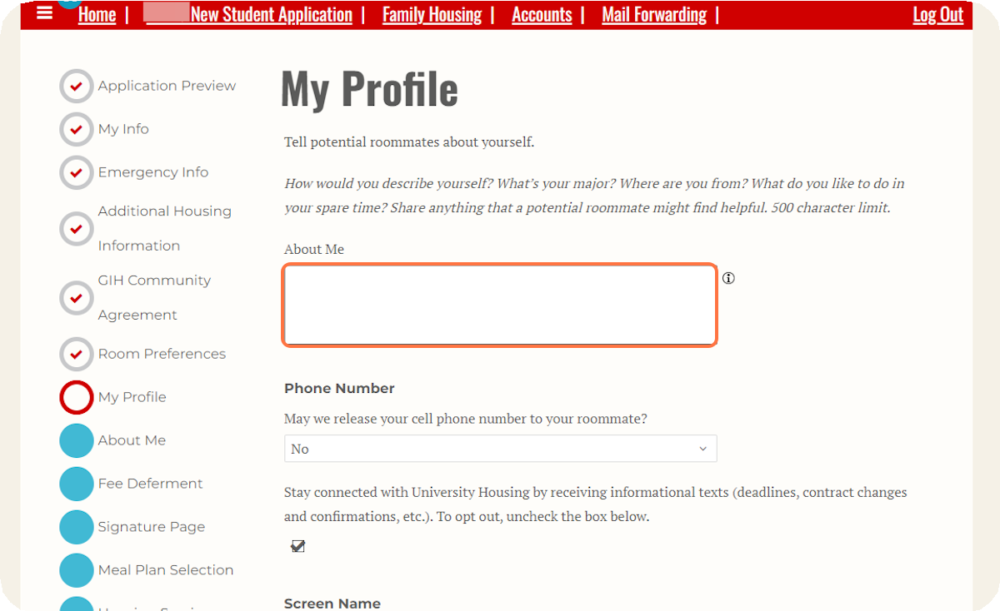 Home | New Student Application | Family Housing | Accounts | Mail Forwarding | Log Out
Application Preview
My Info
Emergency Info
Additional Housing
Information
GIH Community
Agreement
Room Preferences
My Profile
About Me
Fee Deferment
Signature Page
Meal Plan Selection
My Profile
Tell potential roommates about yourself.
How would you describe yourself? What's your major? Where are you from? What do you like to do in
your spare time? Share anything that a potential roommate might find helpful. 500 character limit.
About Me
Phone Number
May we release your cell phone number to your roommate?
No
Stay connected with University Housing by receiving informational texts (deadlines, contract changes
and confirmations, etc.). To opt out, uncheck the box below.
Screen Name